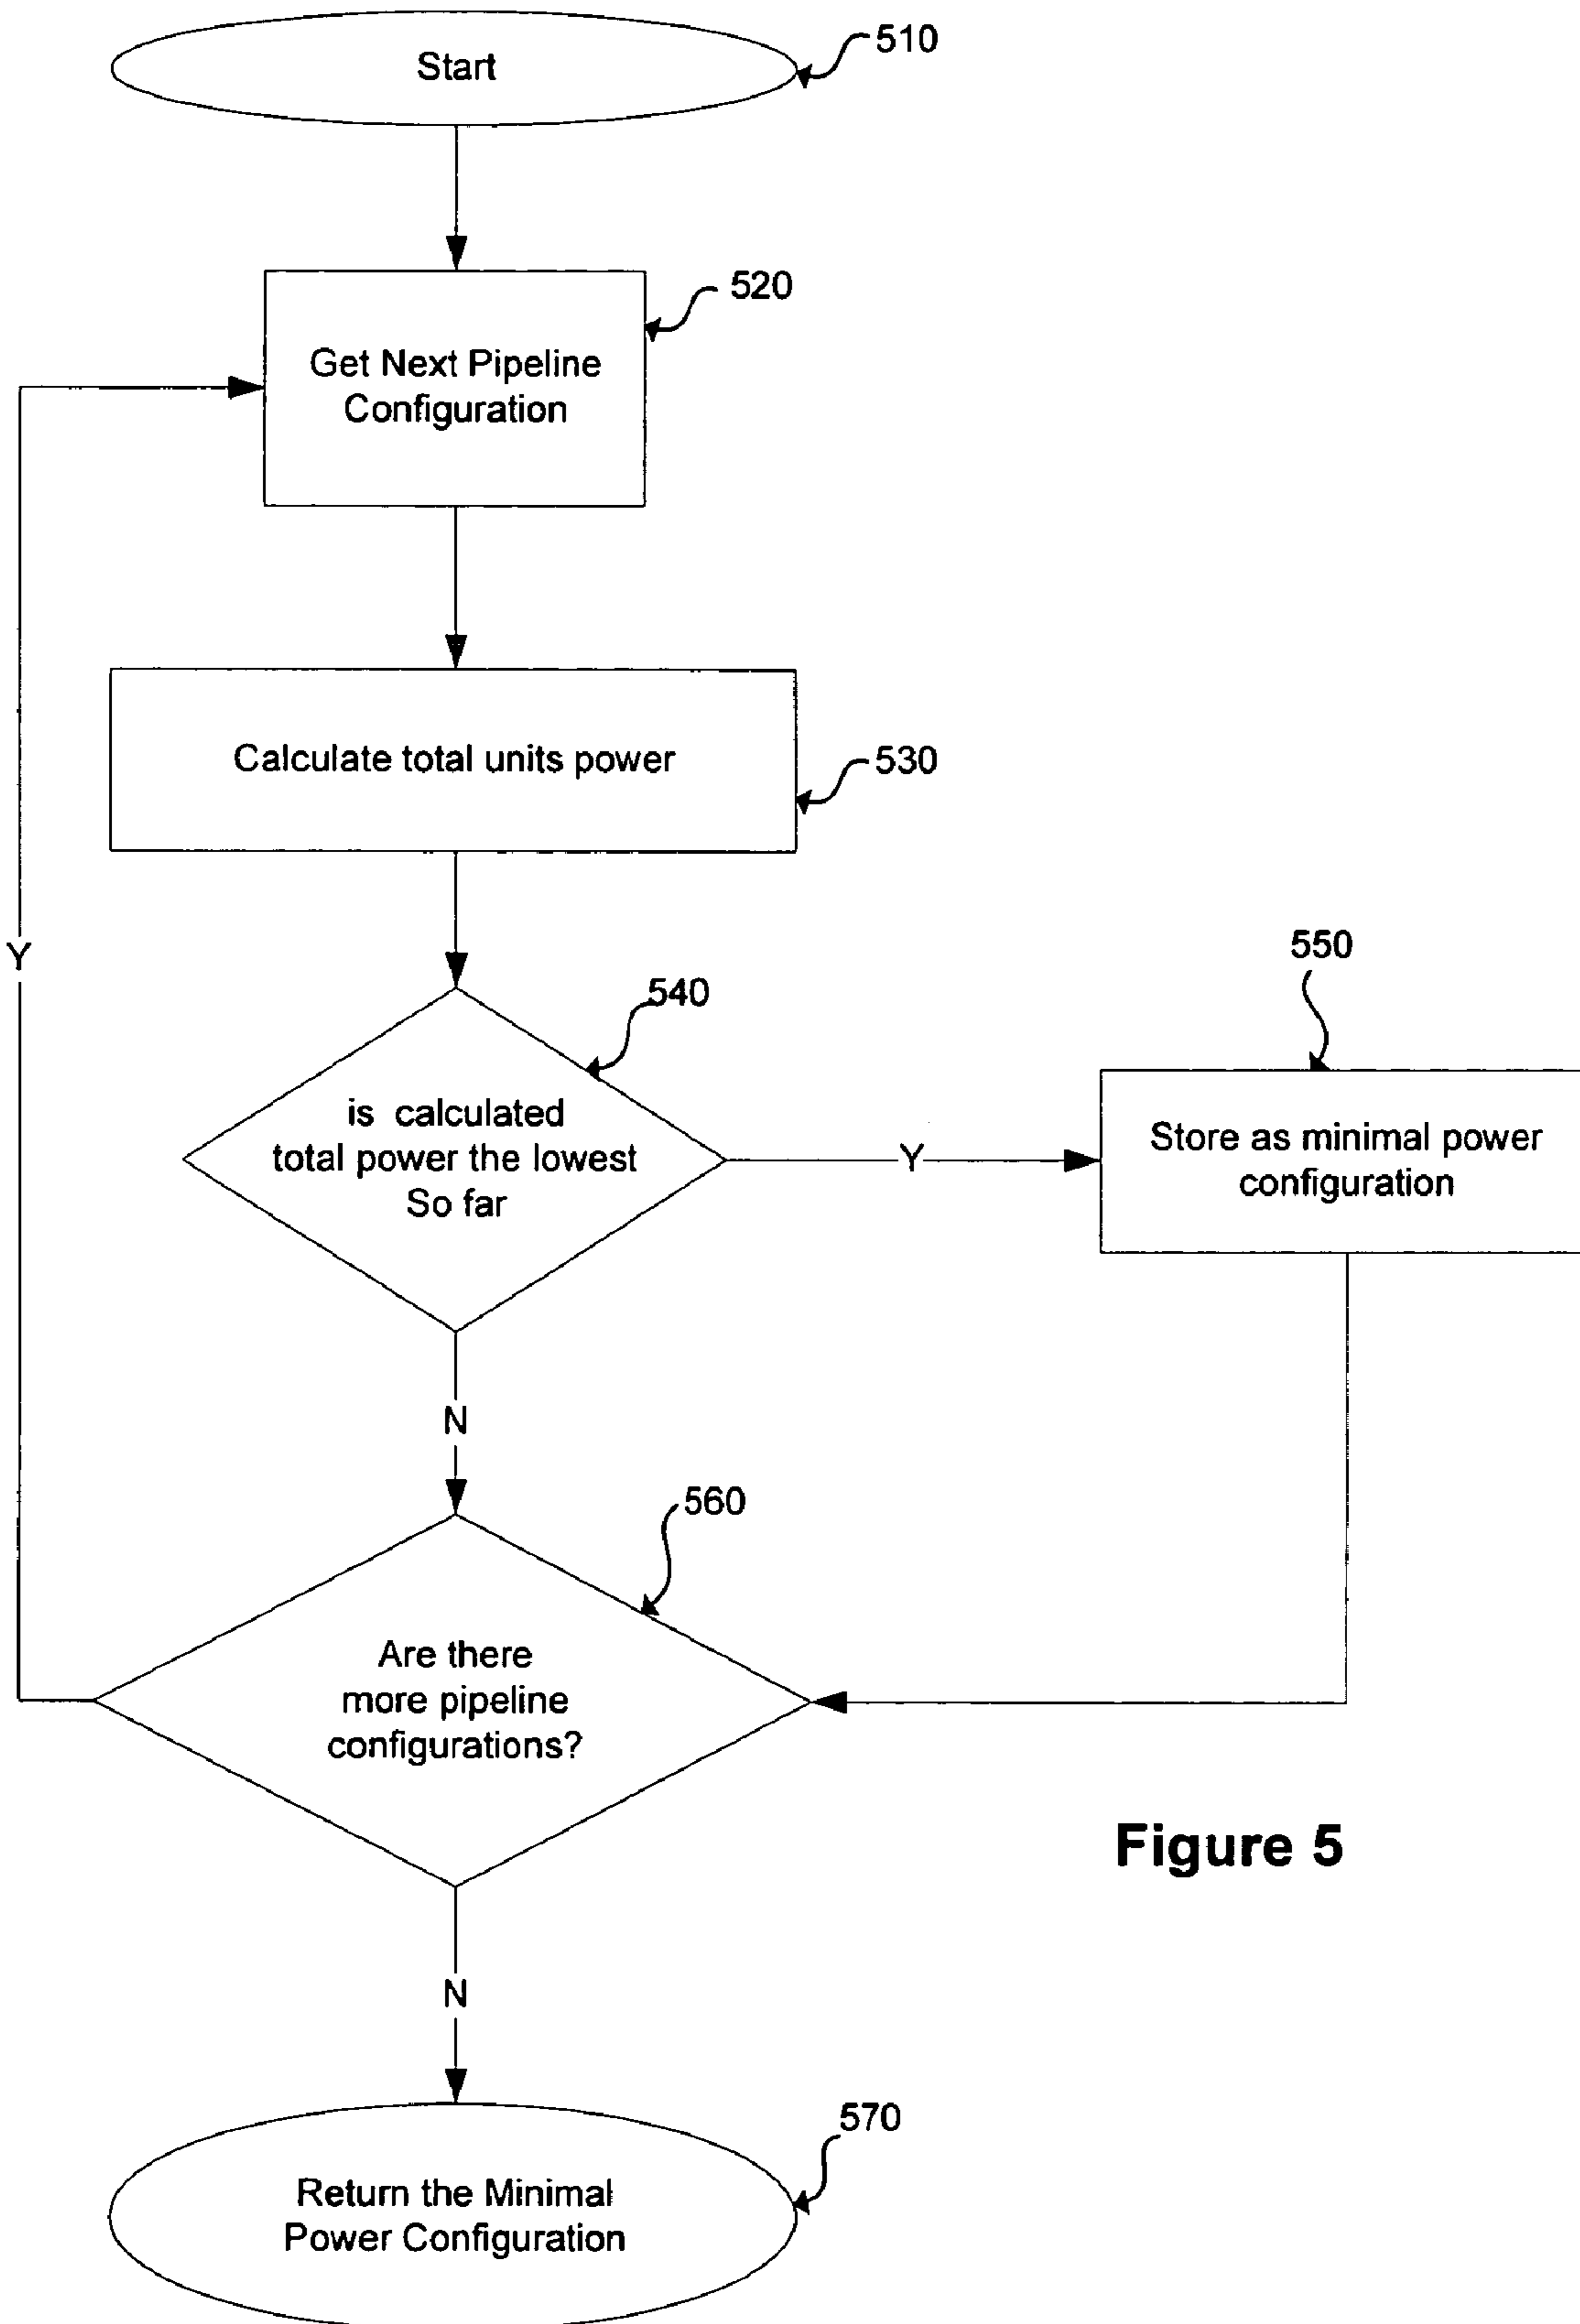 Start
510
520
Get Next Pipeline
Configuration
Calculate total units power
530
Y
540
550
is calculated
total power the lowest
So far
Y
Store as minimal power
configuration
N
560
Are there
more pipeline
configurations?
Figure 5
N
570
Return the Minimal
Power Configuration